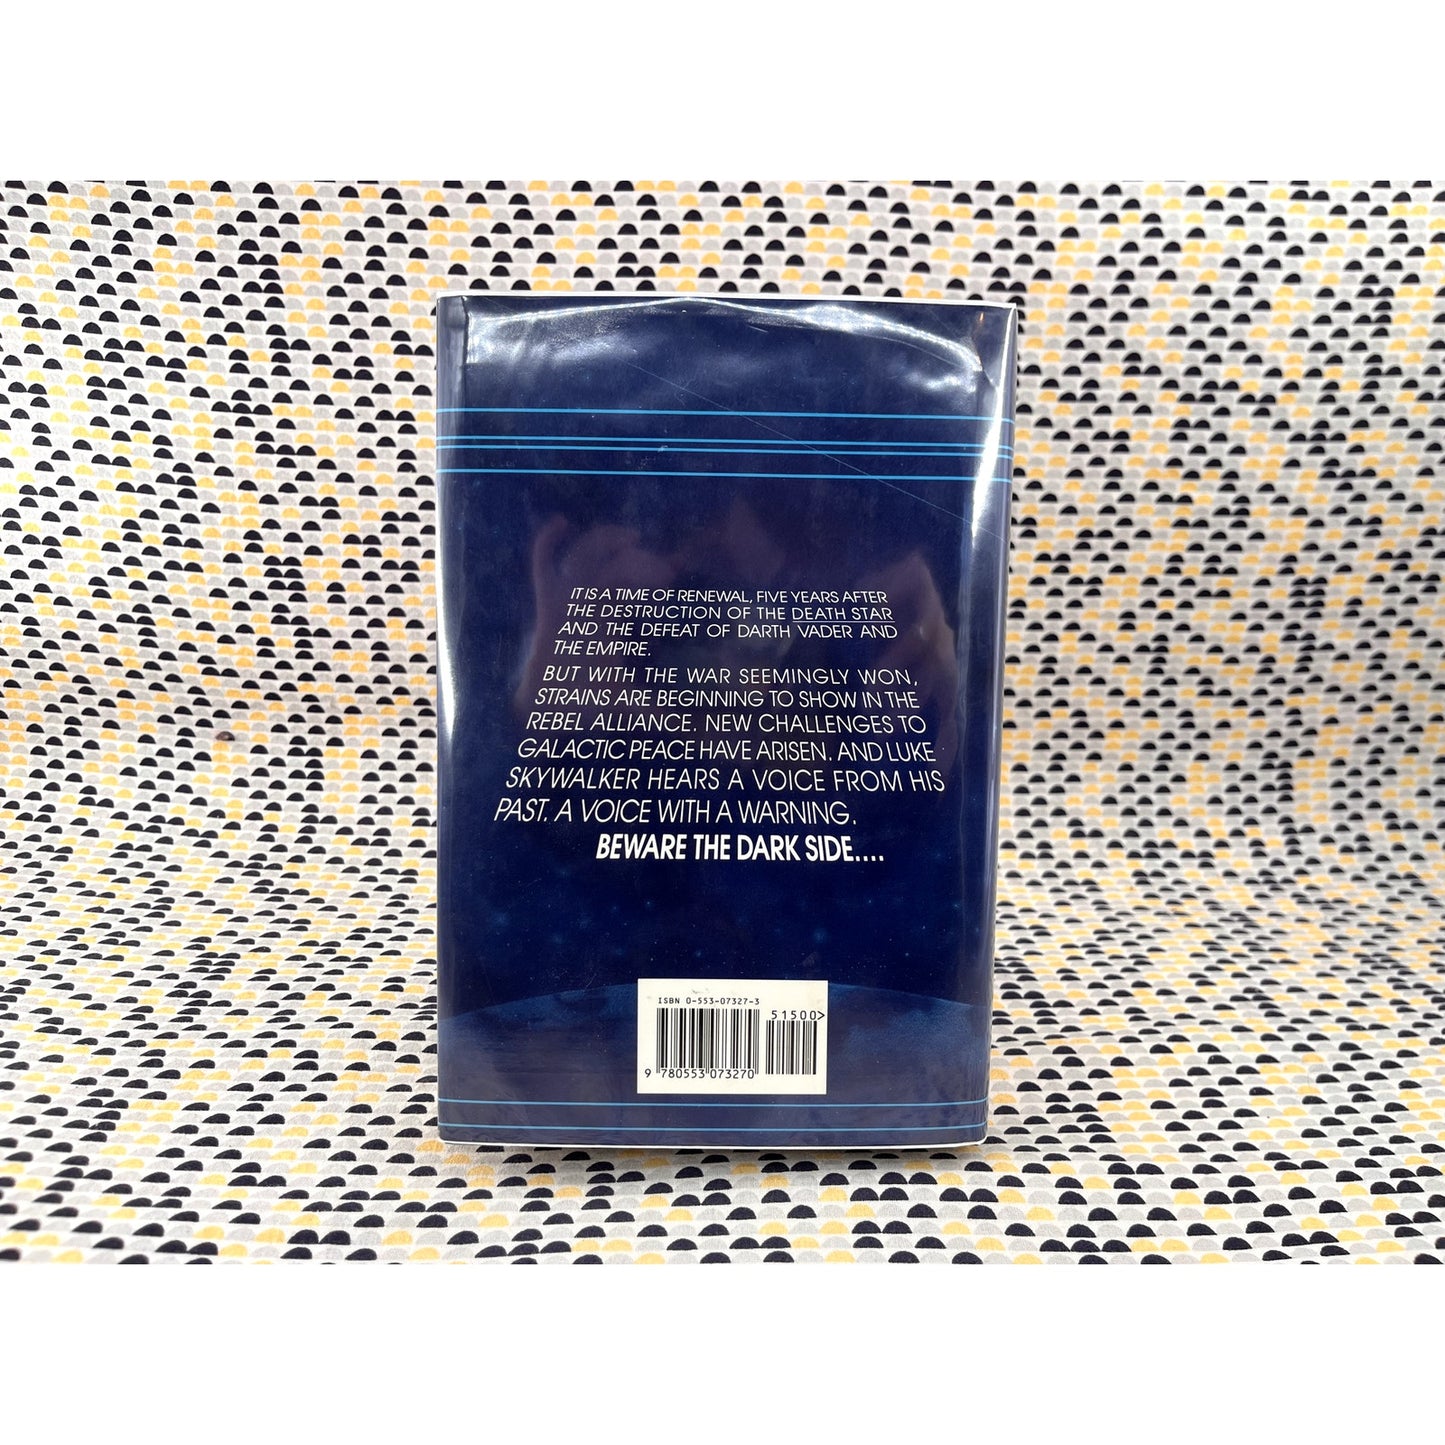 IT IS A TIME OF RENEWAL, FIVE YEARS AFTER
THE DESTRUCTION OF THE DEATH STAR
AND THE DEFEAT OF DARTH VADER AND
THE EMPIRE.
BUT WITH THE WAR SEEMINGLY WON,
STRAINS ARE BEGINNING TO SHOW IN THE
REBEL ALLIANCE. NEW CHALLENGES TO
GALACTIC PEACE HAVE ARISEN. AND LUKE
SKYWALKER HEARS A VOICE FROM HIS
PAST. A VOICE WITH A WARNING.
BEWARE THE DARK SIDE....
ISBN 0-553-07327-3
51500>
9 780553 073270